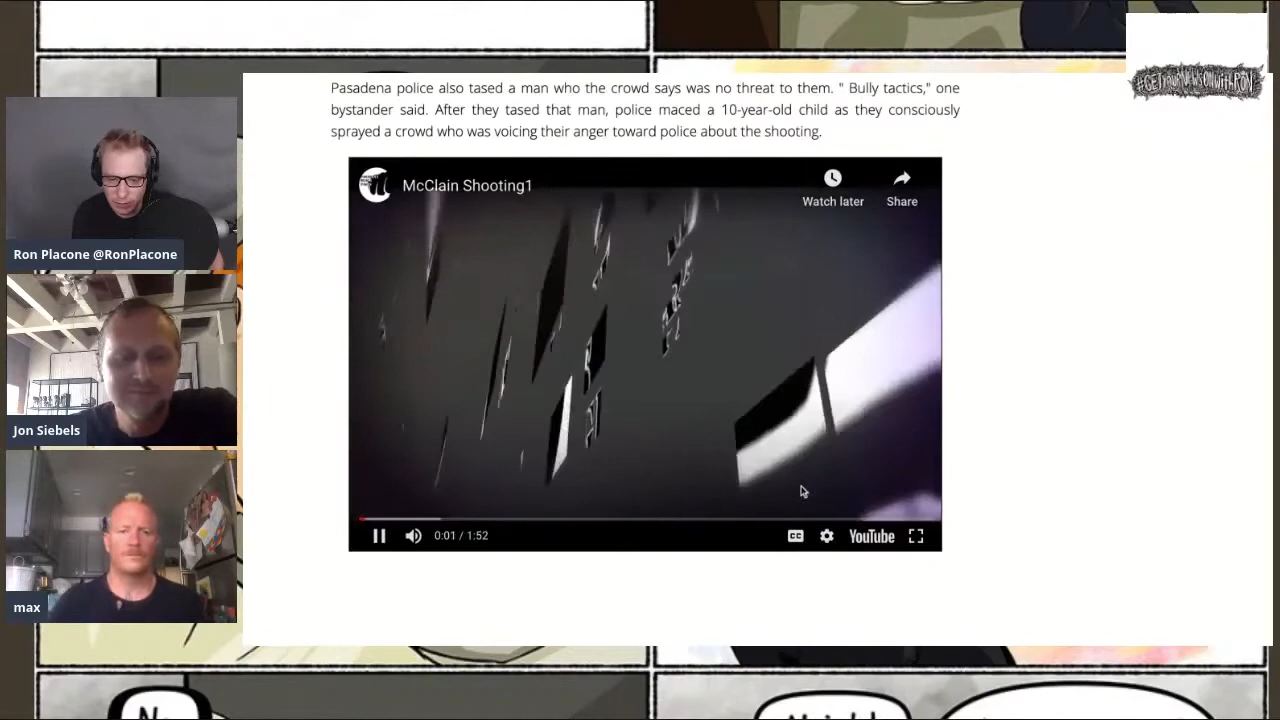 #GETYOURNEWSONWITHRON
Pasadena police also tased a man who the crowd says was no threat to them. " Bully tactics," one
bystander said. After they tased that man, police maced a 10-year-old child as they consciously
sprayed a crowd who was voicing their anger toward police about the shooting.
McClain Shooting1
Watch later
Share
Ron Placone @RonPlacone
Jon Siebels
max
0:01 / 1:52
CC
YouTube